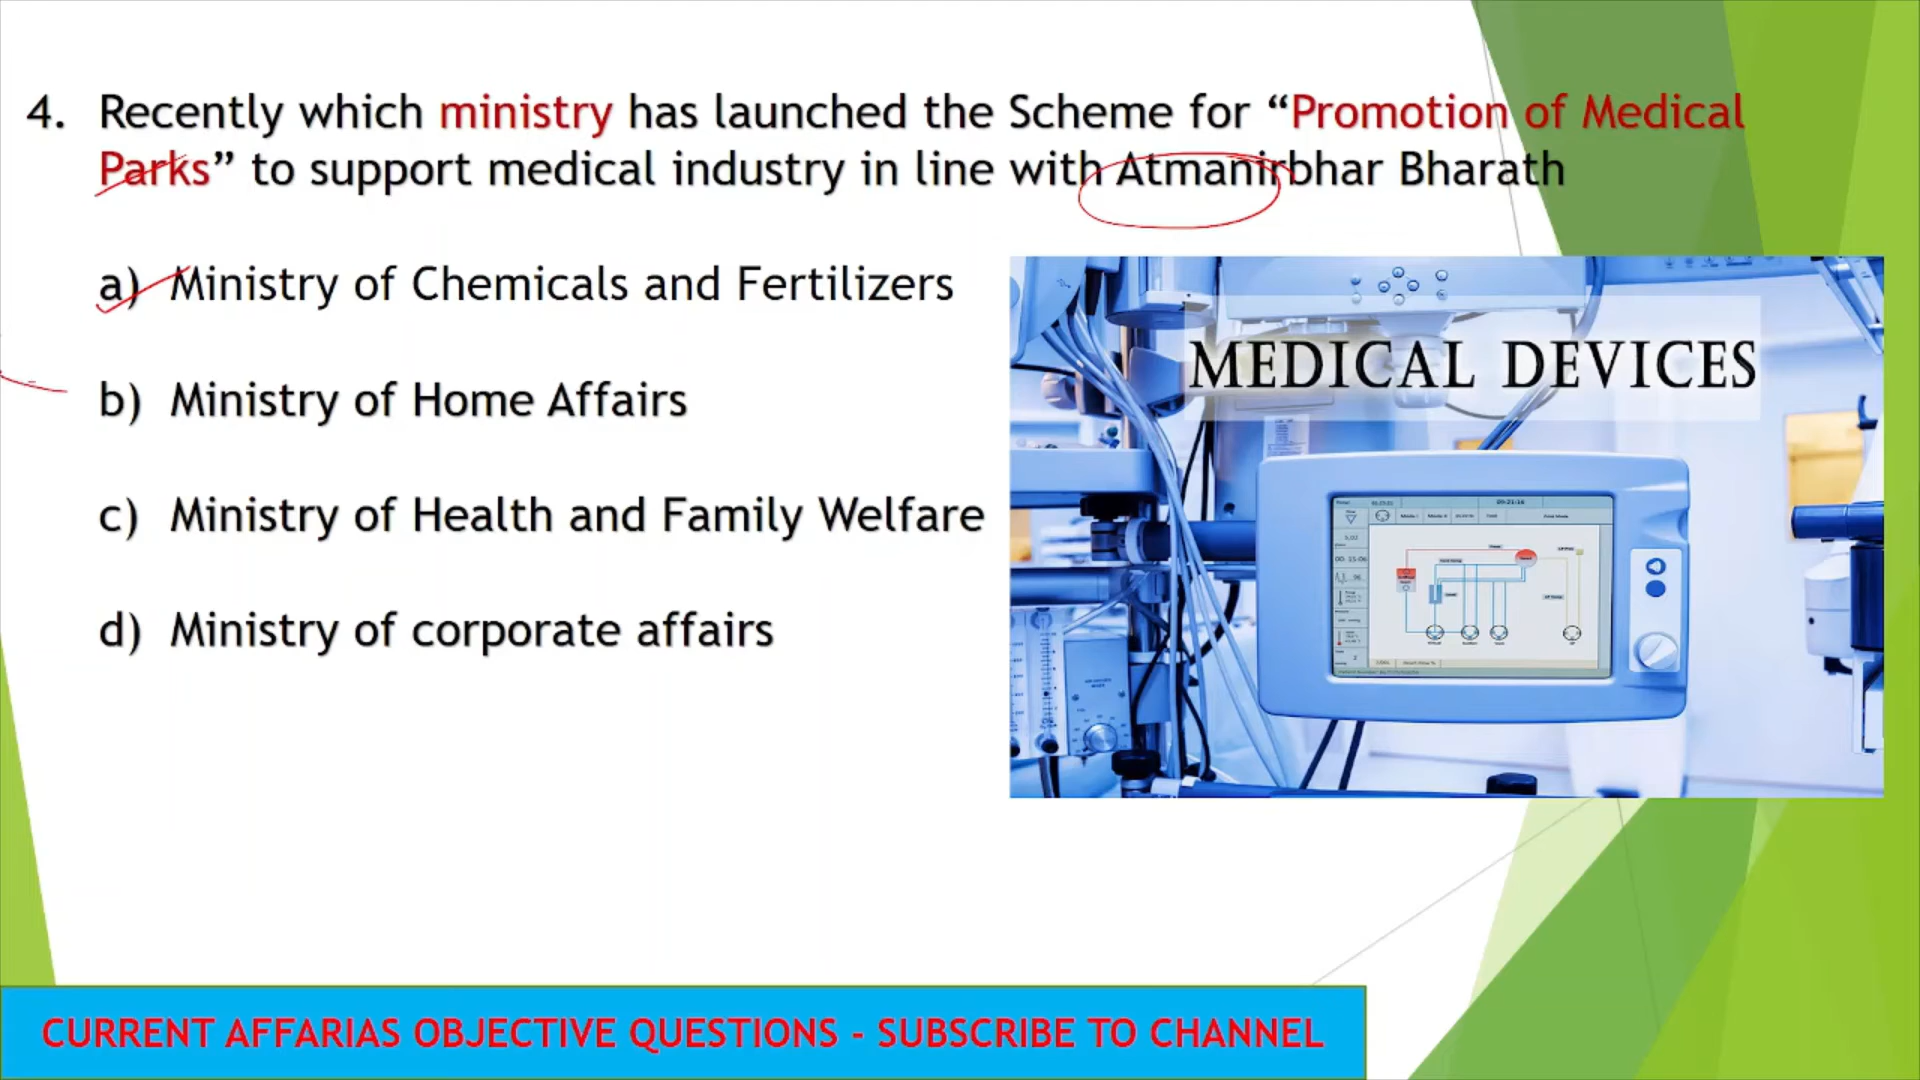 4. Recently which ministry has launched the Scheme for “Promotion of Medical
Parks” to support medical industry in line with Atmanirbhar Bharath
a) Ministry of Chemicals and Fertilizers
b) Ministry of Home Affairs
c) Ministry of Health and Family Welfare
d) Ministry of corporate affairs
MEDICAL DEVICES
CURRENT AFFARIAS OBJECTIVE QUESTIONS - SUBSCRIBE TO CHANNEL